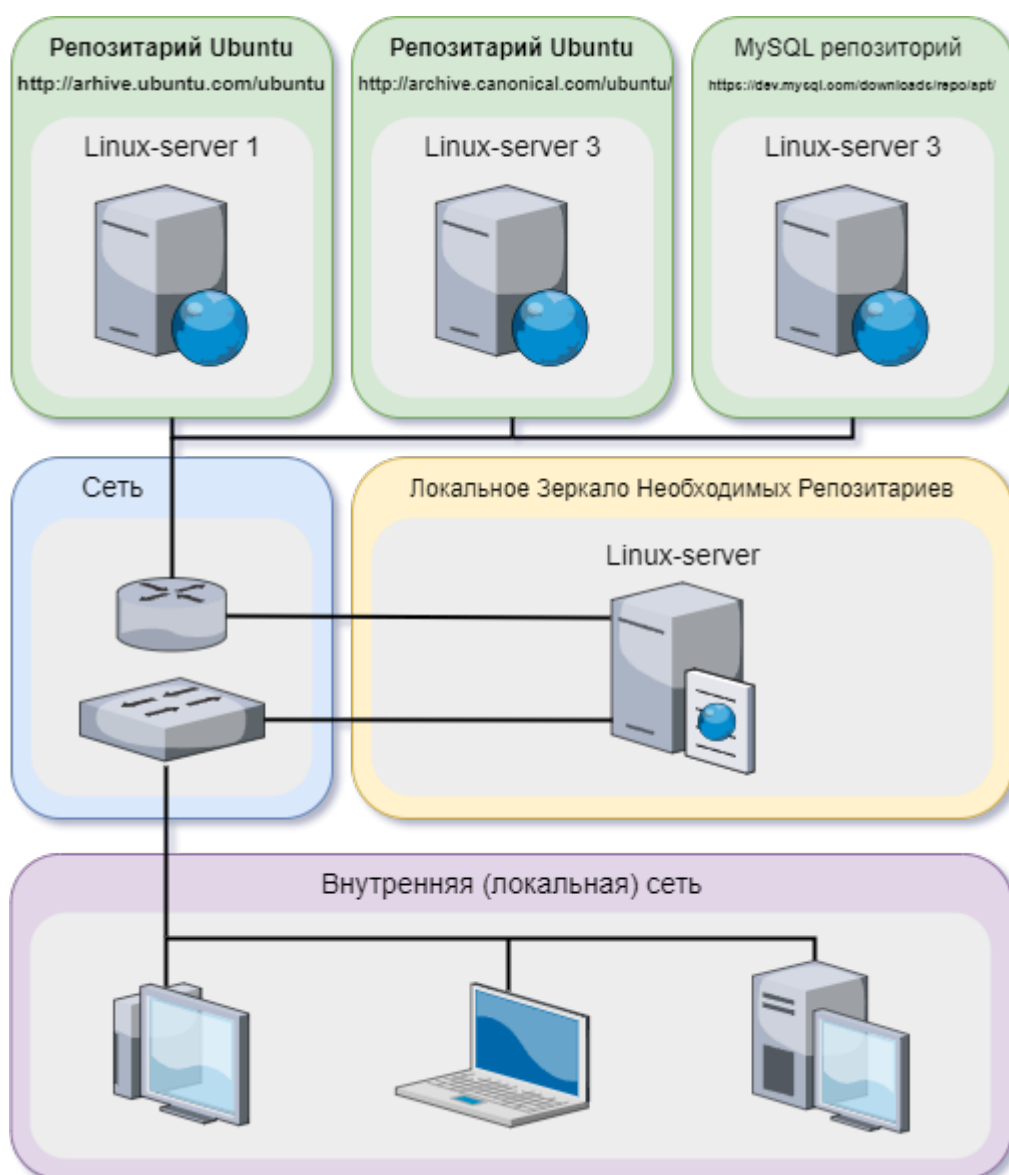 Репозитарий Ubuntu
http://arhive.ubuntu.com/ubuntu
Linux-server 1
Репозитарий Ubuntu
http://archive.canonical.com/ubuntu/
Linux-server 3
MySQL репозиторий
https://dev.mysql.com/downloads/repo/apt/
Linux-server 3
Сеть
Локальное Зеркало Необходимых Репозитариев
Linux-server
Внутренняя (локальная) сеть